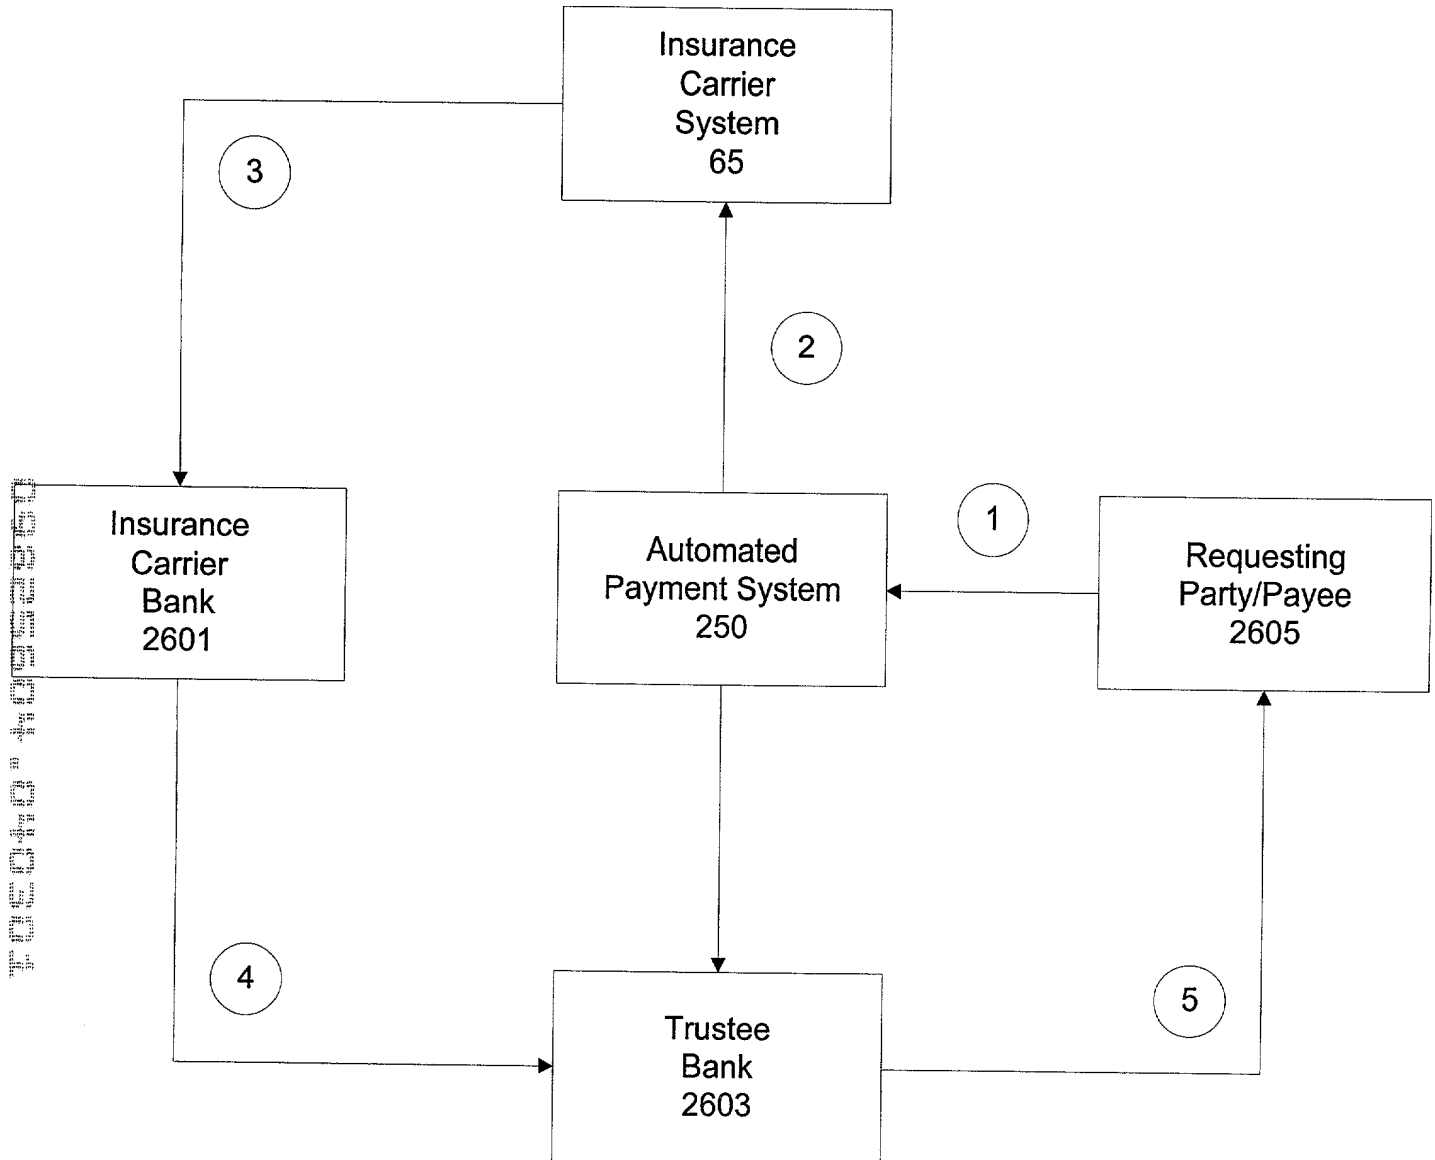 Insurance
Carrier
System
65
3
2
Insurance
Carrier
Bank
2601
Automated
Payment System
250
1
Requesting
Party/Payee
2605
4
5
Trustee
Bank
2603